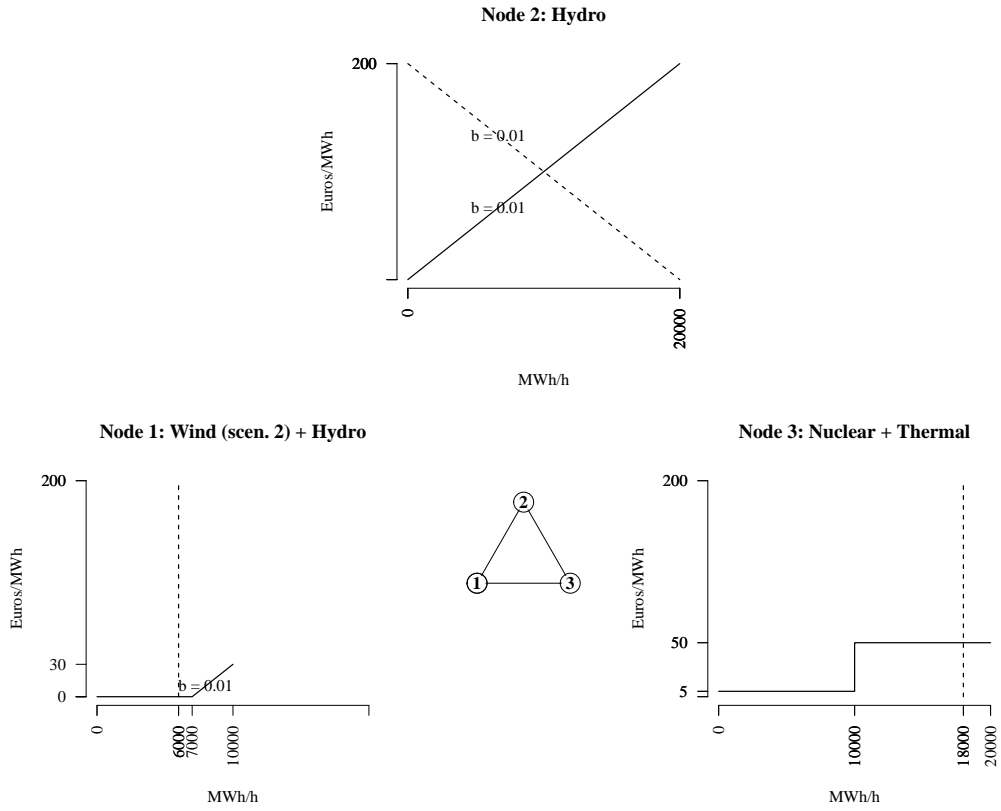 Node 2: Hydro
200
Euros/MWh
b = 0.01
b = 0.01
0
20000
MWh/h
Node 1: Wind (scen. 2) + Hydro
200
Euros/MWh
30
0
b = 0.01
0
6000
7000
10000
MWh/h
2
1
3
Node 3: Nuclear + Thermal
200
Euros/MWh
50
5
0
10000
18000
20000
MWh/h